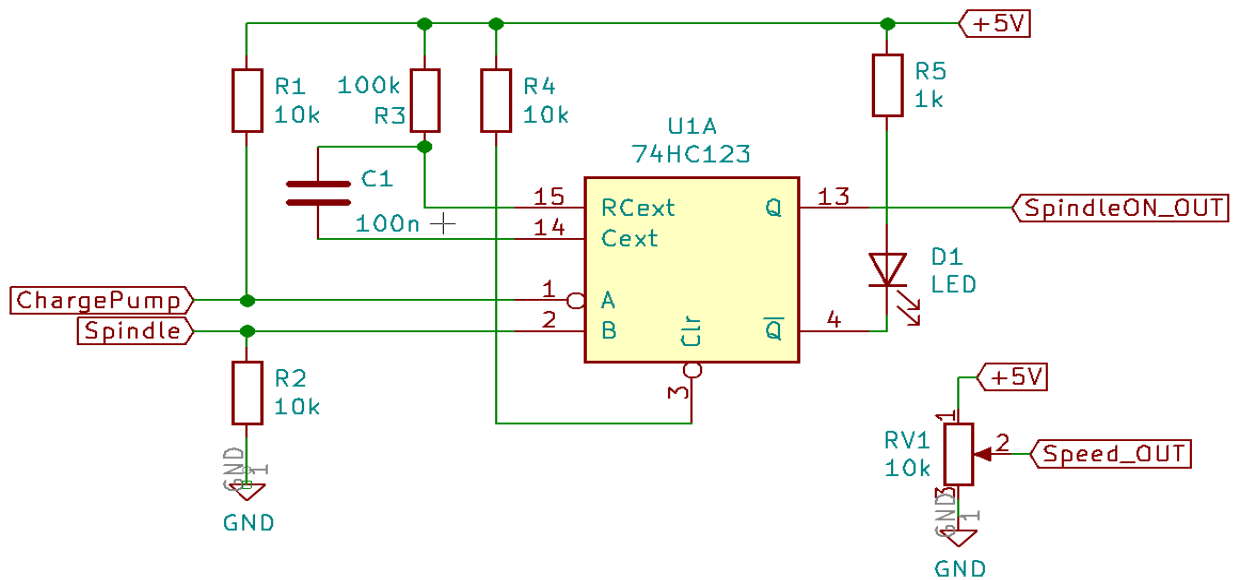 +5V
R1
10k
100k
R3
R4
10k
R5
1k
U1A
74HC123
C1
100n
15
RCext
Q
13
SpindleON_OUT
14
Cext
D1
LED
ChargePump
1
A
Spindle
2
B
Clr
Q
4
3
R2
10k
GND
1
GND
+5V
1
RV1
10k
2
Speed_OUT
3
GND
1
GND